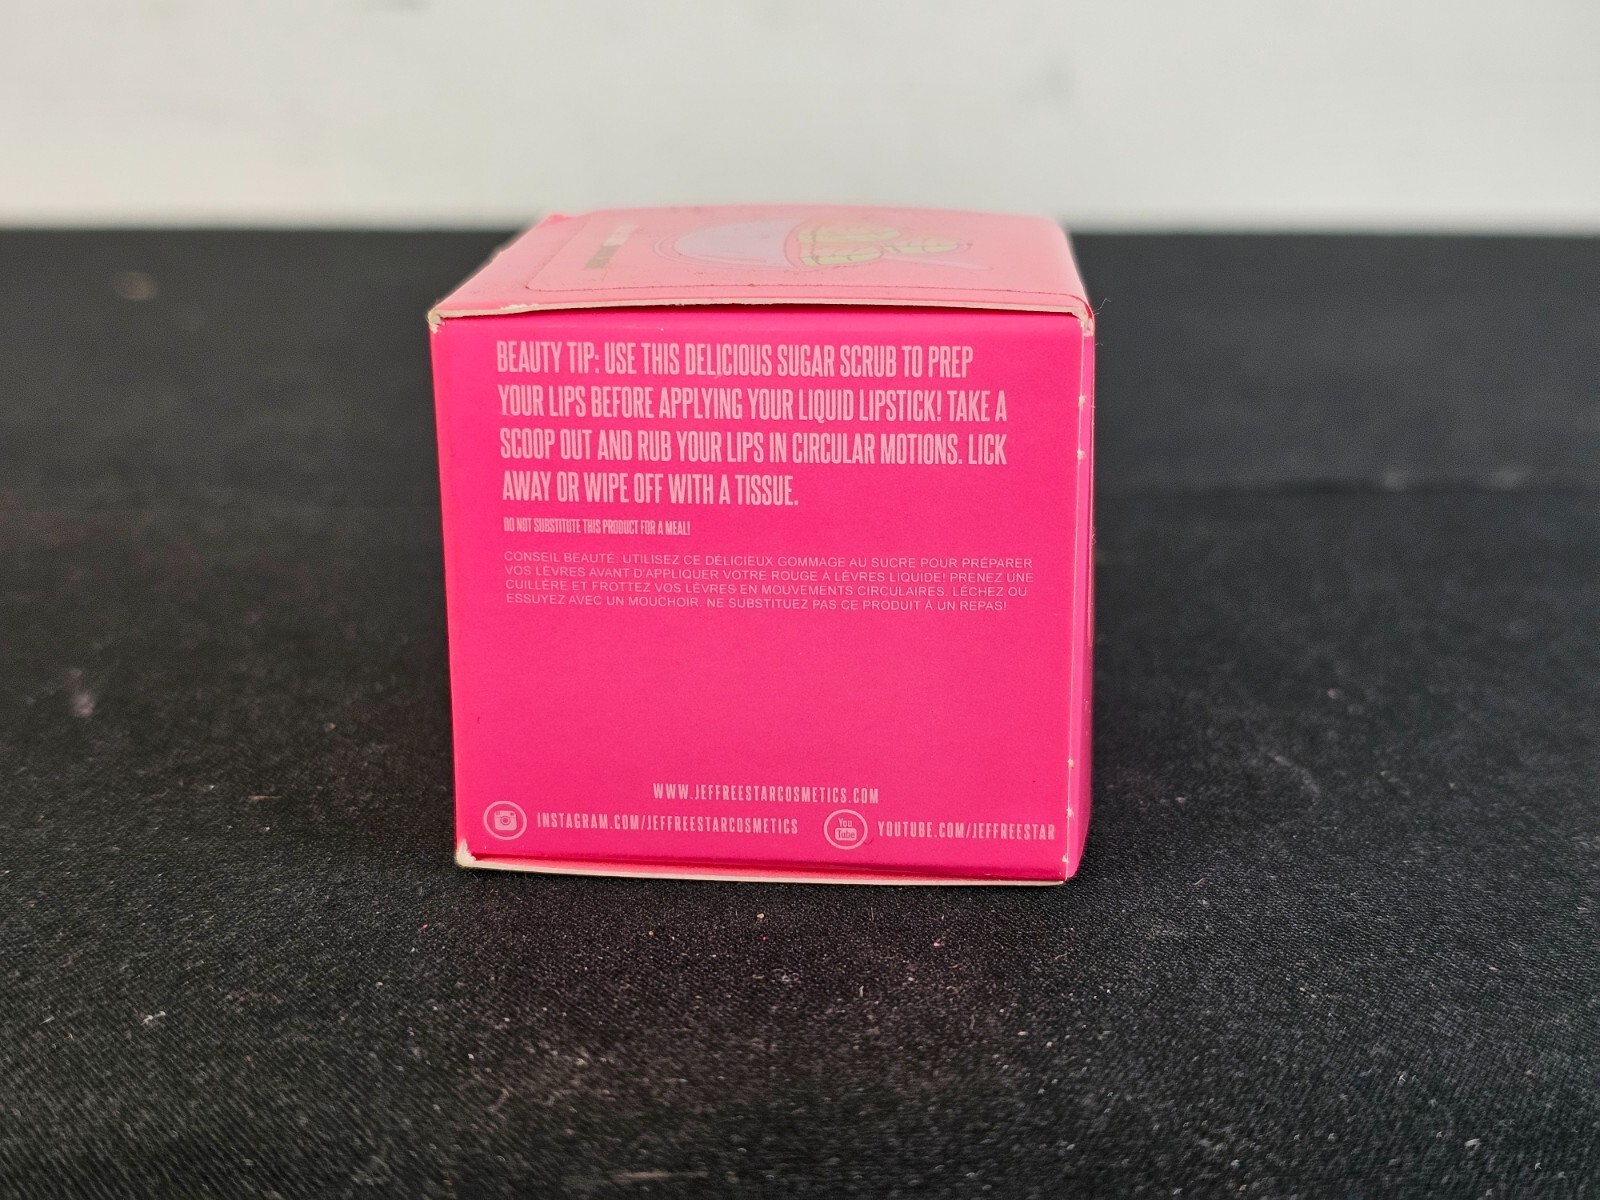 BEAUTY TIP: USE THIS DELICIOUS SUGAR SCRUB TO PREP
YOUR LIPS BEFORE APPLYING YOUR LIQUID LIPSTICK! TAKE A
SCOOP OUT AND RUB YOUR LIPS IN CIRCULAR MOTIONS. LICK
AWAY OR WIPE OFF WITH A TISSUE.
DO NOT SUBSTITUTE THIS PRODUCT FOR A MEAL!
CONSEIL BEAUTÉ: UTILISEZ CE DÉLICIEUX GOMMAGE AU SUCRE POUR PRÉPARER
VOS LÈVRES AVANT D'APPLIQUER VOTRE ROUGE À LÈVRES LIQUIDE! PRENEZ UNE
CUILLÈRE ET FROTTEZ VOS LÈVRES EN MOUVEMENTS CIRCULAIRES. LÉCHEZ OU
ESSUYEZ AVEC UN MOUCHOIR. NE SUBSTITUEZ PAS CE PRODUIT À UN REPAS!
WWW.JEFFREESTARCOSMETICS.COM
INSTAGRAM.COM/JEFFREESTARCOSMETICS
You Tube
YOUTUBE.COM/JEFFREESTAR